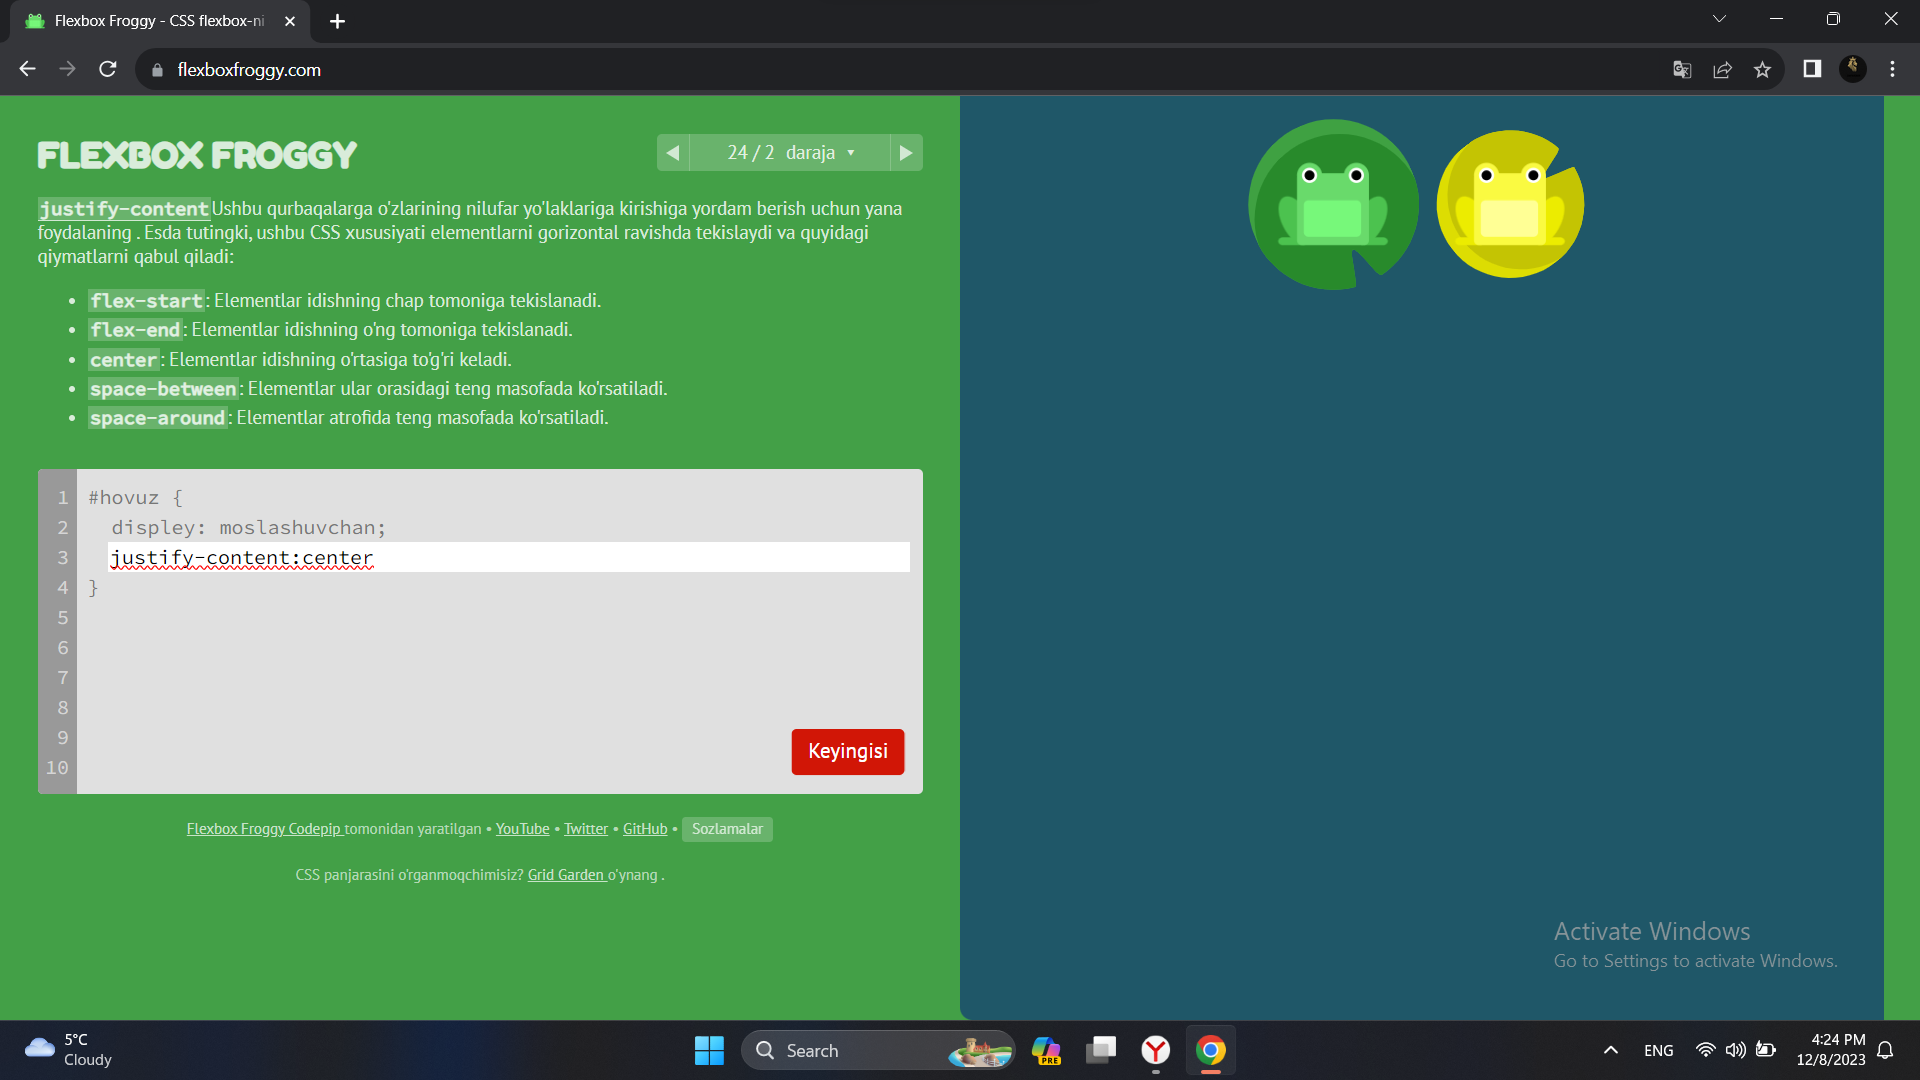 Flexbox Froggy - CSS flexbox-ni
flexboxfroggy.com
FLEXBOX FROGGY
24 / 2 daraja ▾
justify-content Ushbu qurbaqalarga o'zlarining nilufar yo'laklariga kirishiga yordam berish uchun yana
foydalaning . Esda tutingki, ushbu CSS xususiyati elementlarni gorizontal ravishda tekislaydi va quyidagi
qiymatlarni qabul qiladi:
• flex-start: Elementlar idishning chap tomoniga tekislanadi.
• flex-end: Elementlar idishning o'ng tomoniga tekislanadi.
• center: Elementlar idishning o'rtasiga to'g'ri keladi.
• space-between: Elementlar ular orasidagi teng masofada ko'rsatiladi.
• space-around: Elementlar atrofida teng masofada ko'rsatiladi.
1 #hovuz {
2 displey: moslashuvchan;
3 justify-content:center
4 }
5
6
7
8
9
10
Keyingisi
Flexbox Froggy Codepip tomonidan yaratilgan • YouTube • Twitter • GitHub • Sozlamalar
CSS panjarasini o'rganmoqchimisiz? Grid Garden o'ynang .
Activate Windows
Go to Settings to activate Windows.
5°C
Cloudy
Search
PRE
ENG
4:24 PM
12/8/2023